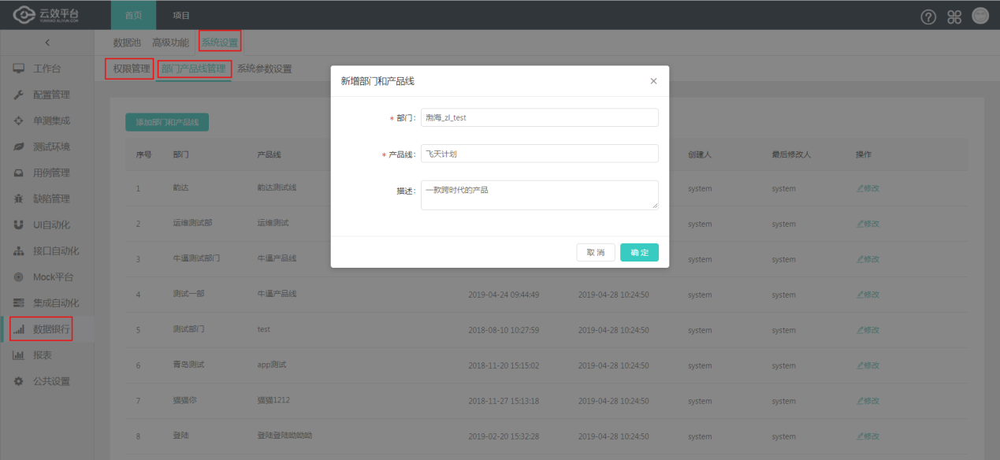 云效平台 首页 项目
YUNXIAO.ALIYUN.COM
数据池 高级功能 系统设置
权限管理 部门产品线管理 系统参数设置
工作台
配置管理
单测集成
测试环境
用例管理
缺陷管理
UI自动化
接口自动化
Mock平台
集成自动化
数据银行
报表
公共设置
添加部门和产品线
序号 部门 产品线 创建人 最后修改人 操作
1 韵达 韵达测试线 system system 修改
2 运维测试部 运维测试 system system 修改
3 牛逼测试部门 牛逼产品线 system system 修改
4 测试一部 牛逼产品线 2019-04-24 09:44:49 2019-04-28 10:24:50 system system 修改
5 测试部门 test 2018-08-10 10:27:59 2019-04-28 10:24:50 system system 修改
6 青岛测试 app测试 2018-11-20 15:15:02 2019-04-28 10:24:50 system system 修改
7 猫猫你 猫猫1212 2018-11-27 15:13:18 2019-04-28 10:24:50 system system 修改
8 登陆 登陆登陆呦呦呦 2019-02-20 15:32:28 2019-04-28 10:24:50 system system 修改
新增部门和产品线 ×
* 部门: 渤海_zl_test
* 产品线: 飞天计划
描述: 一款跨时代的产品
取 消 确 定